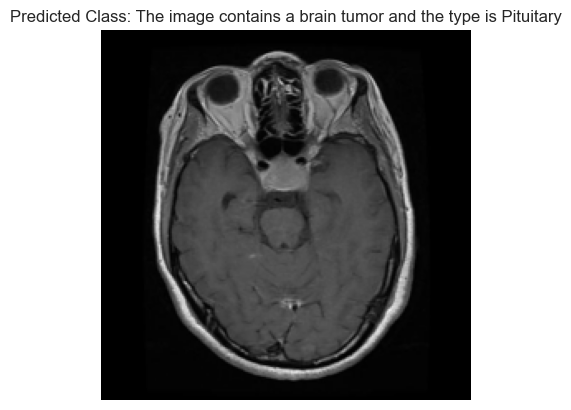 Predicted Class: The image contains a brain tumor and the type is Pituitary